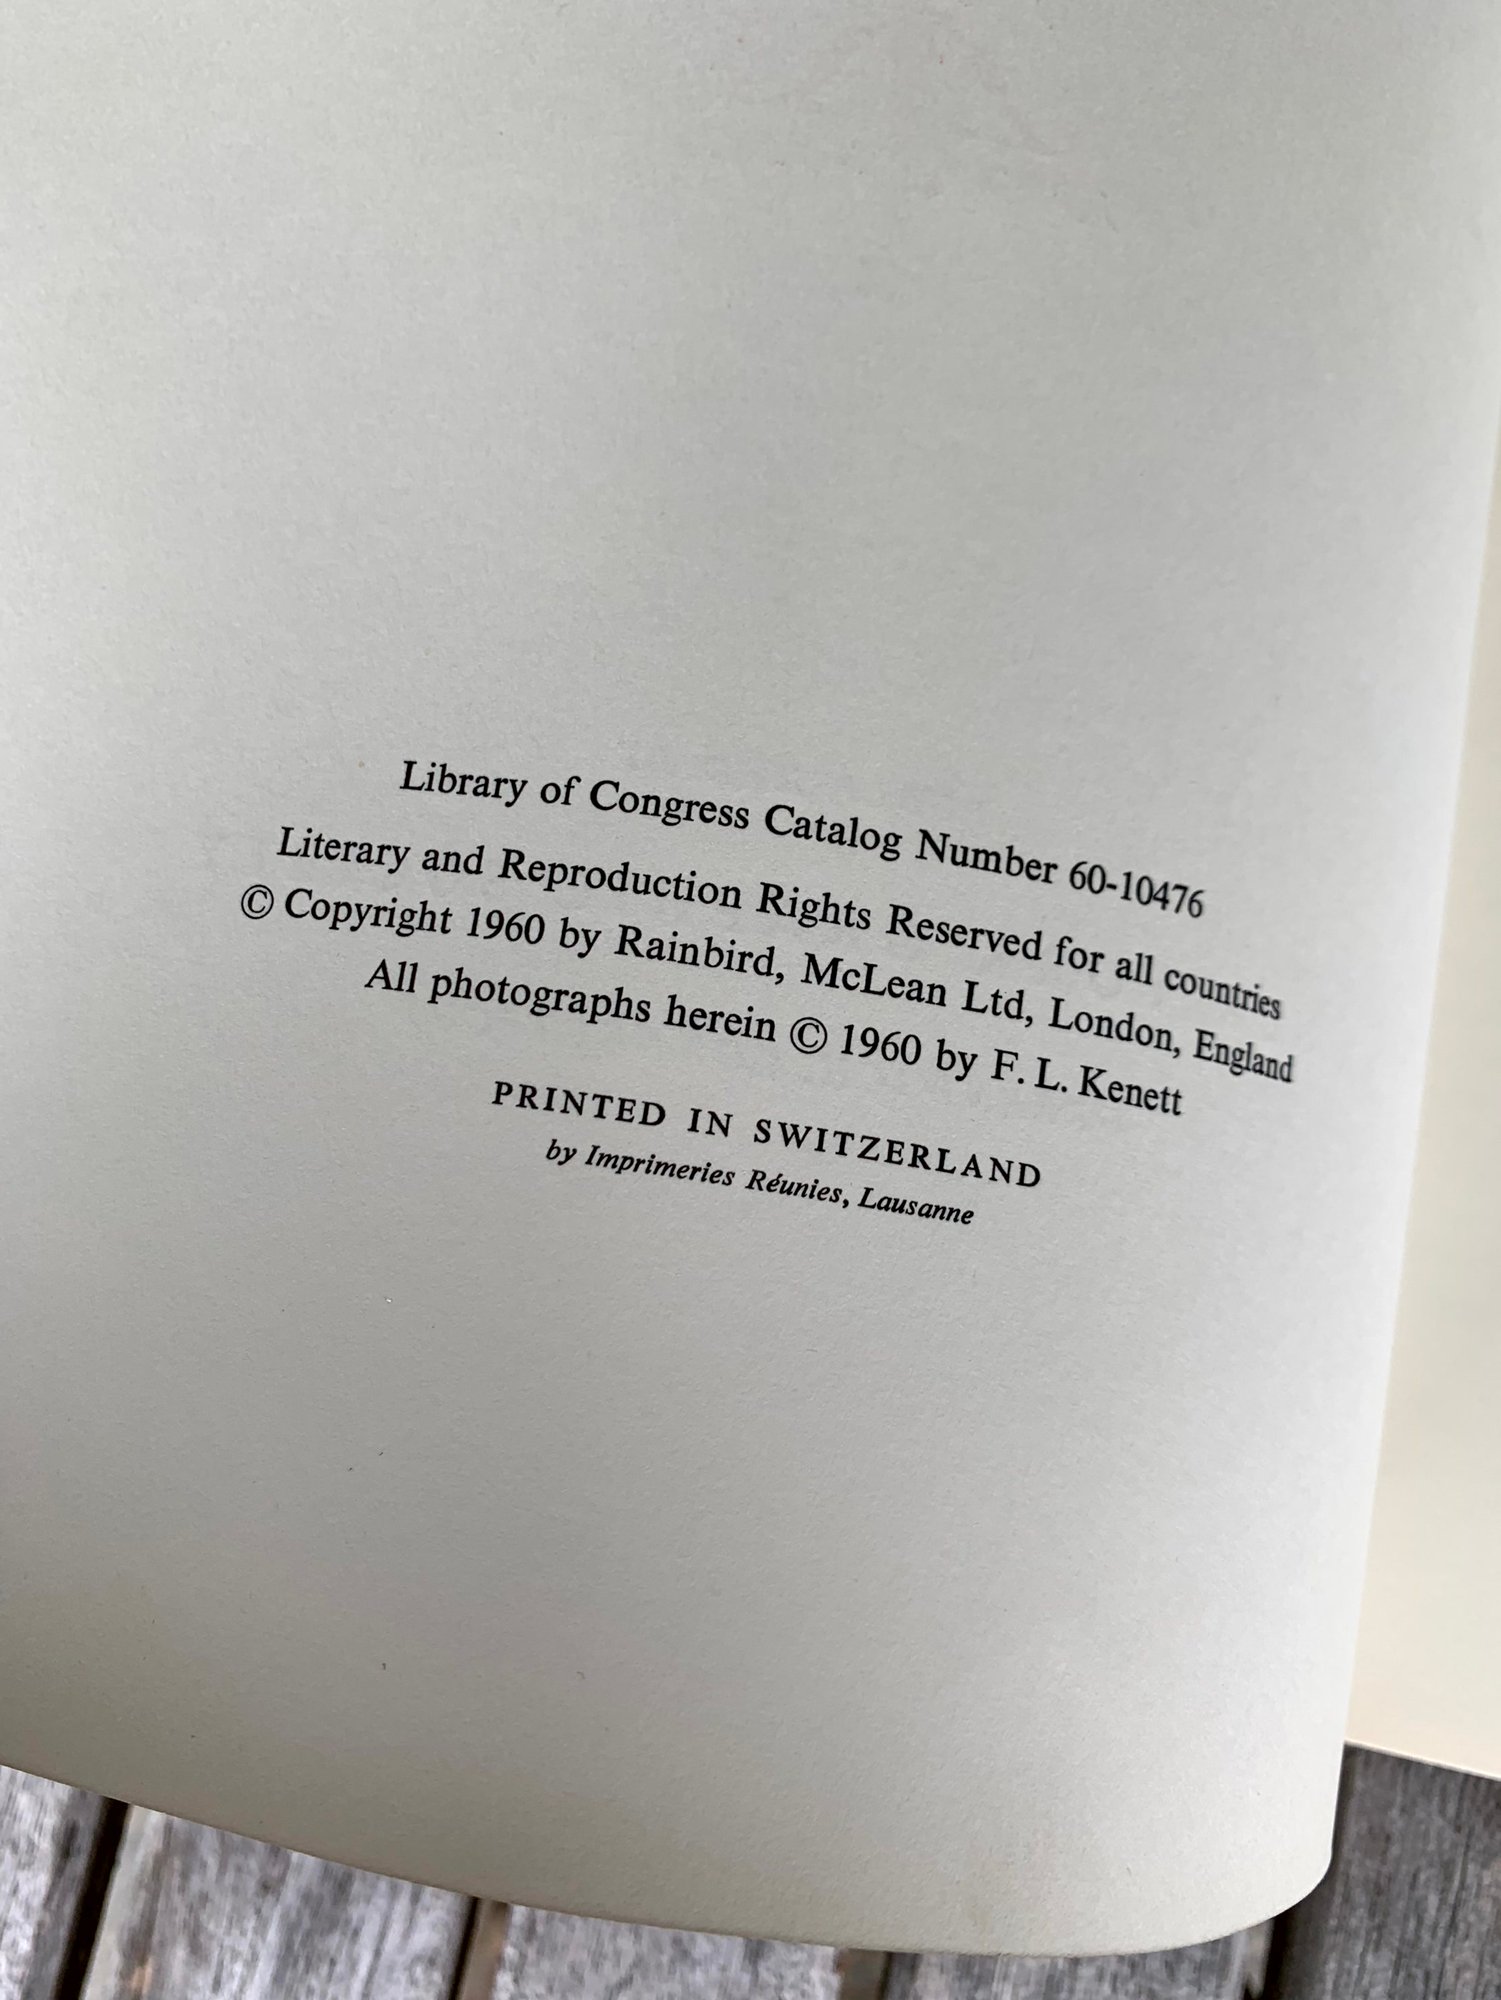 Library of Congress Catalog Number 60-10476
Literary and Reproduction Rights Reserved for all countries
© Copyright 1960 by Rainbird, McLean Ltd, London, England
All photographs herein © 1960 by F. L. Kenett
PRINTED IN SWITZERLAND
by Imprimeries Réunies, Lausanne